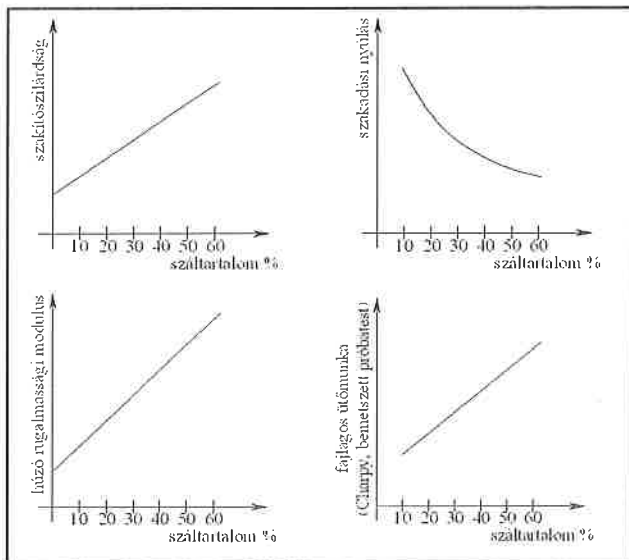 szakítószilárdság
10 20 30 40 50 60
száltartalom %
szakadási nyúlás
10 20 30 40 50 60
száltartalom %
húzó rugalmassági modulus
10 20 30 40 50 60
száltartalom %
fajlagos ütőmunka
(Charpy, bemetszett próbatest)
10 20 30 40 50 60
száltartalom %